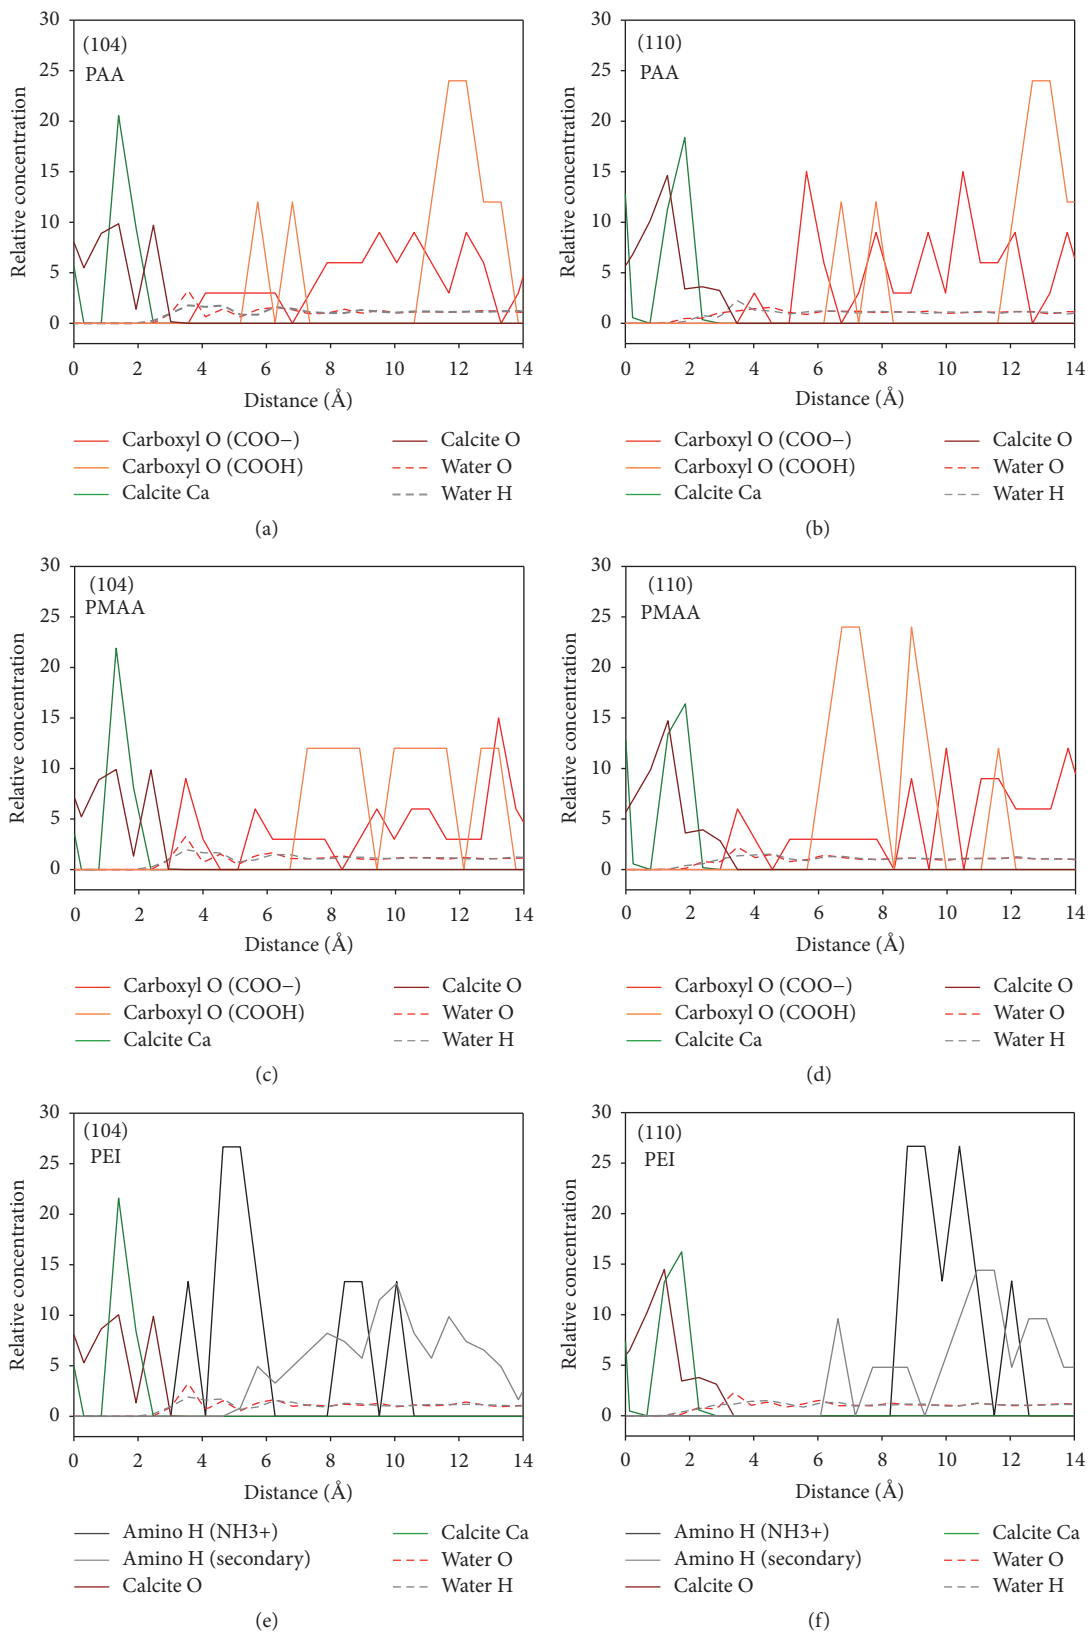 30
25
20
15
10
5
0
Relative concentration
(104)
PAA
0 2 4 6 8 10 12 14
Distance (Å)
Carboxyl O (COO−) Calcite O
Carboxyl O (COOH) Water O
Calcite Ca Water H
(a)
30
25
20
15
10
5
0
Relative concentration
(110)
PAA
0 2 4 6 8 10 12 14
Distance (Å)
Carboxyl O (COO−) Calcite O
Carboxyl O (COOH) Water O
Calcite Ca Water H
(b)
30
25
20
15
10
5
0
Relative concentration
(104)
PMAA
0 2 4 6 8 10 12 14
Distance (Å)
Carboxyl O (COO−) Calcite O
Carboxyl O (COOH) Water O
Calcite Ca Water H
(c)
30
25
20
15
10
5
0
Relative concentration
(110)
PMAA
0 2 4 6 8 10 12 14
Distance (Å)
Carboxyl O (COO−) Calcite O
Carboxyl O (COOH) Water O
Calcite Ca Water H
(d)
30
25
20
15
10
5
0
Relative concentration
(104)
PEI
0 2 4 6 8 10 12 14
Distance (Å)
Amino H (NH3+) Calcite Ca
Amino H (secondary) Water O
Calcite O Water H
(e)
30
25
20
15
10
5
0
Relative concentration
(110)
PEI
0 2 4 6 8 10 12 14
Distance (Å)
Amino H (NH3+) Calcite Ca
Amino H (secondary) Water O
Calcite O Water H
(f)